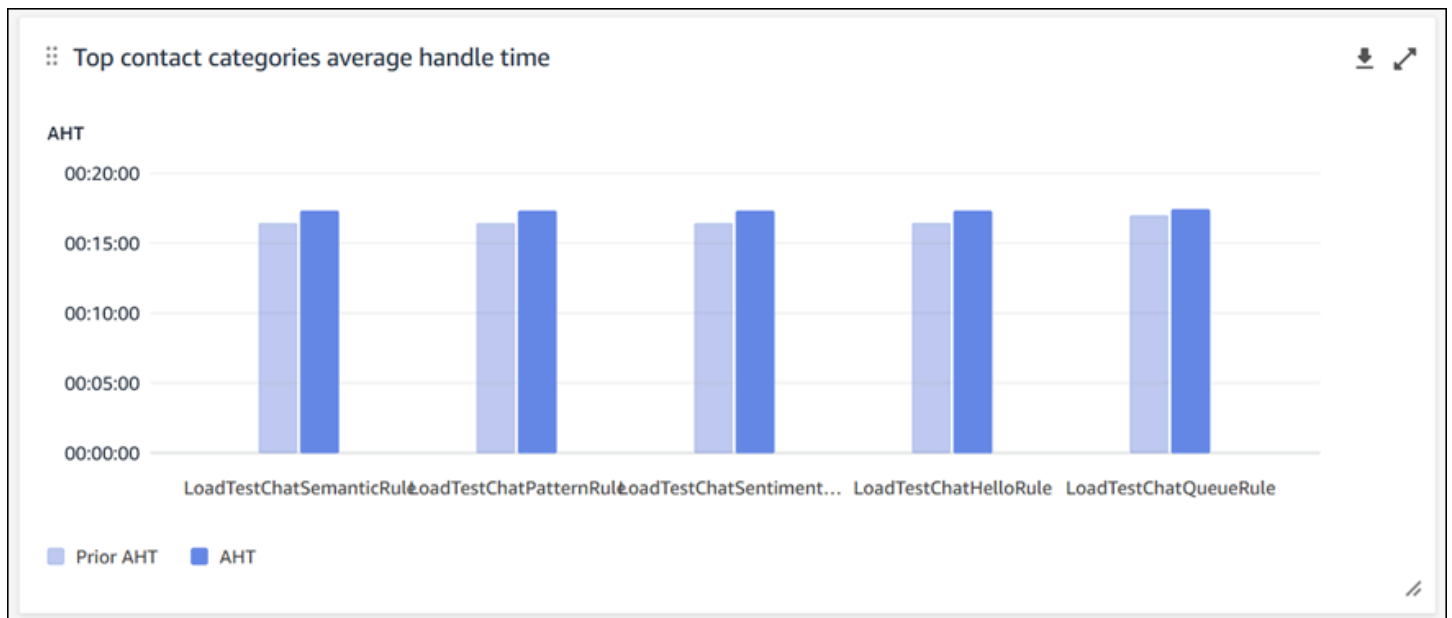 Top contact categories average handle time
AHT
00:20:00
00:15:00
00:10:00
00:05:00
00:00:00
LoadTestChatSemanticRule LoadTestChatPatternRule LoadTestChatSentiment... LoadTestChatHelloRule LoadTestChatQueueRule
Prior AHT AHT